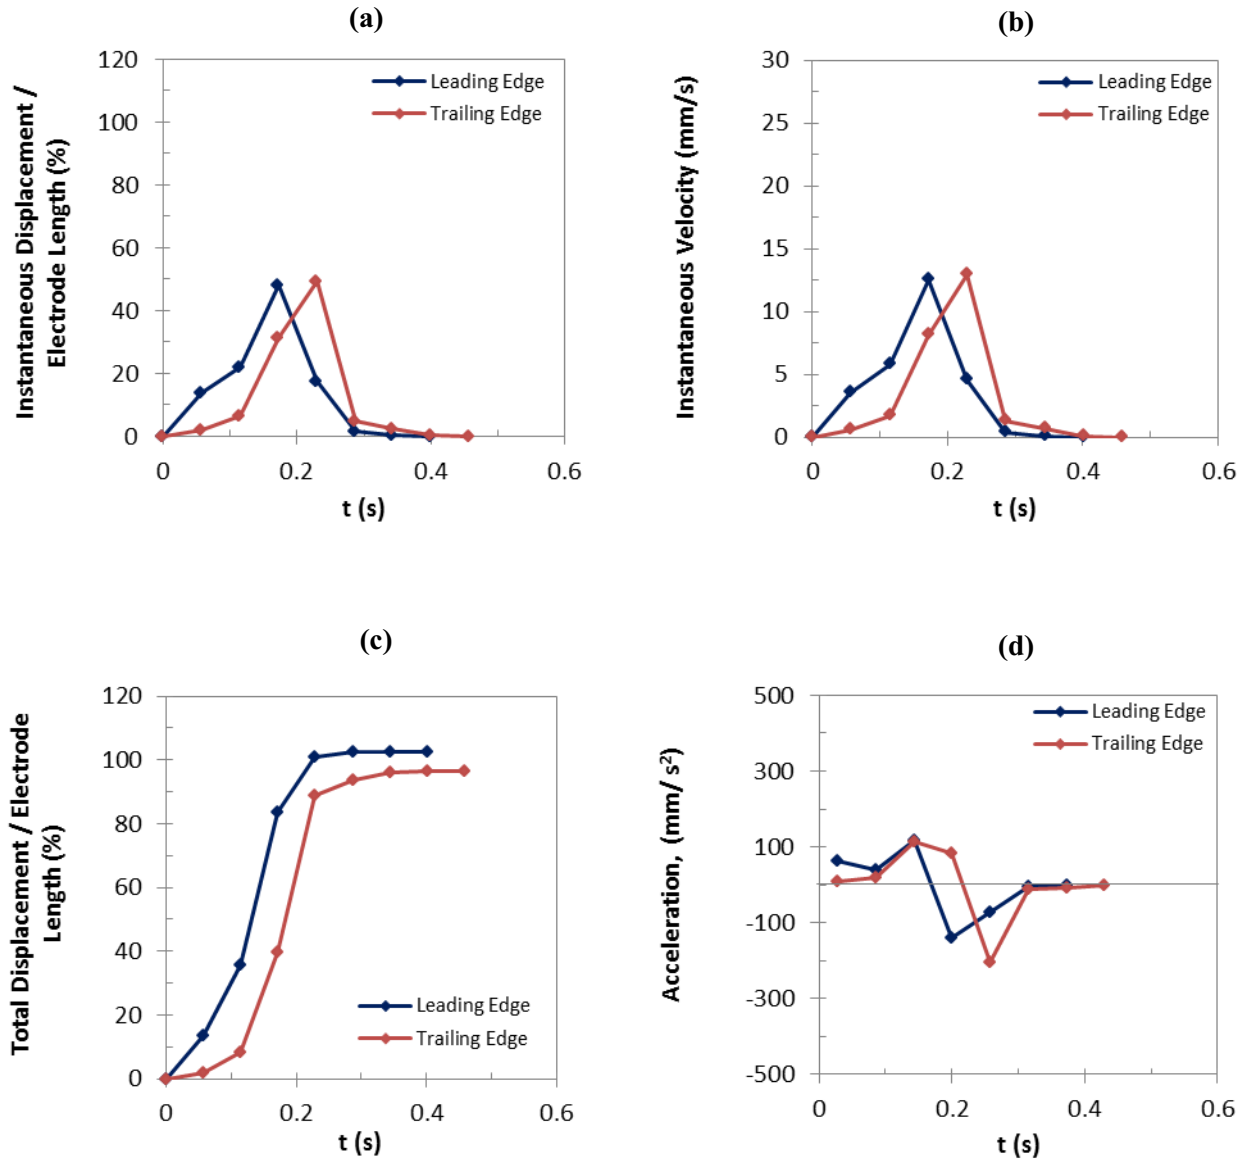 (a)
Instantaneous Displacement /
Electrode Length (%)
120
100
80
60
40
20
0
Leading Edge
Trailing Edge
0
0.2
0.4
0.6
t (s)
(b)
Instantaneous Velocity (mm/s)
30
25
20
15
10
5
0
Leading Edge
Trailing Edge
0
0.2
0.4
0.6
t (s)
(c)
Total Displacement / Electrode
Length (%)
120
100
80
60
40
20
0
Leading Edge
Trailing Edge
0
0.2
0.4
0.6
t (s)
(d)
Acceleration, (mm/ s²)
500
300
100
-100
-300
-500
Leading Edge
Trailing Edge
0
0.2
0.4
0.6
t (s)